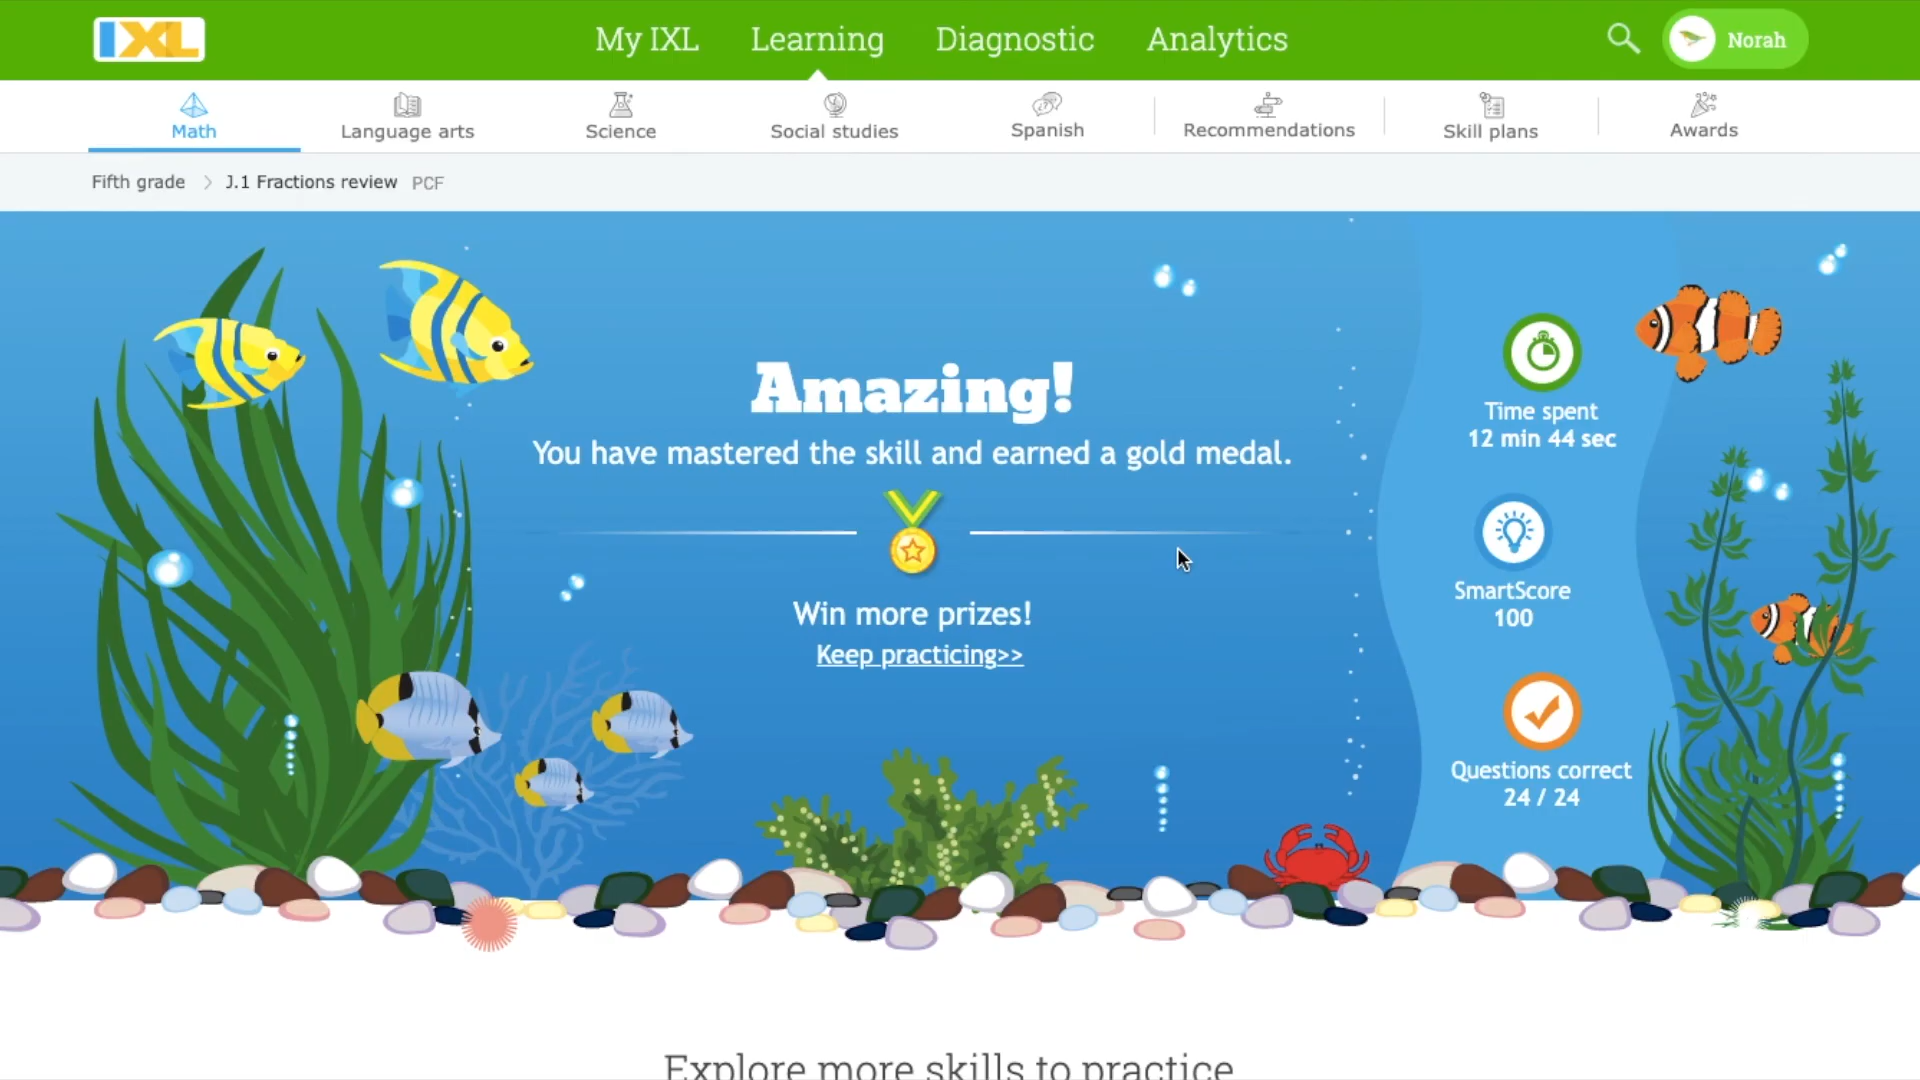 IXL
My IXL Learning Diagnostic Analytics
Norah
Math Language arts Science Social studies Spanish Recommendations Skill plans Awards
Fifth grade J.1 Fractions review PCF
Amazing!
You have mastered the skill and earned a gold medal.
Win more prizes!
Keep practicing>>
Time spent
12 min 44 sec
SmartScore
100
Questions correct
24 / 24
Explore more skills to practice